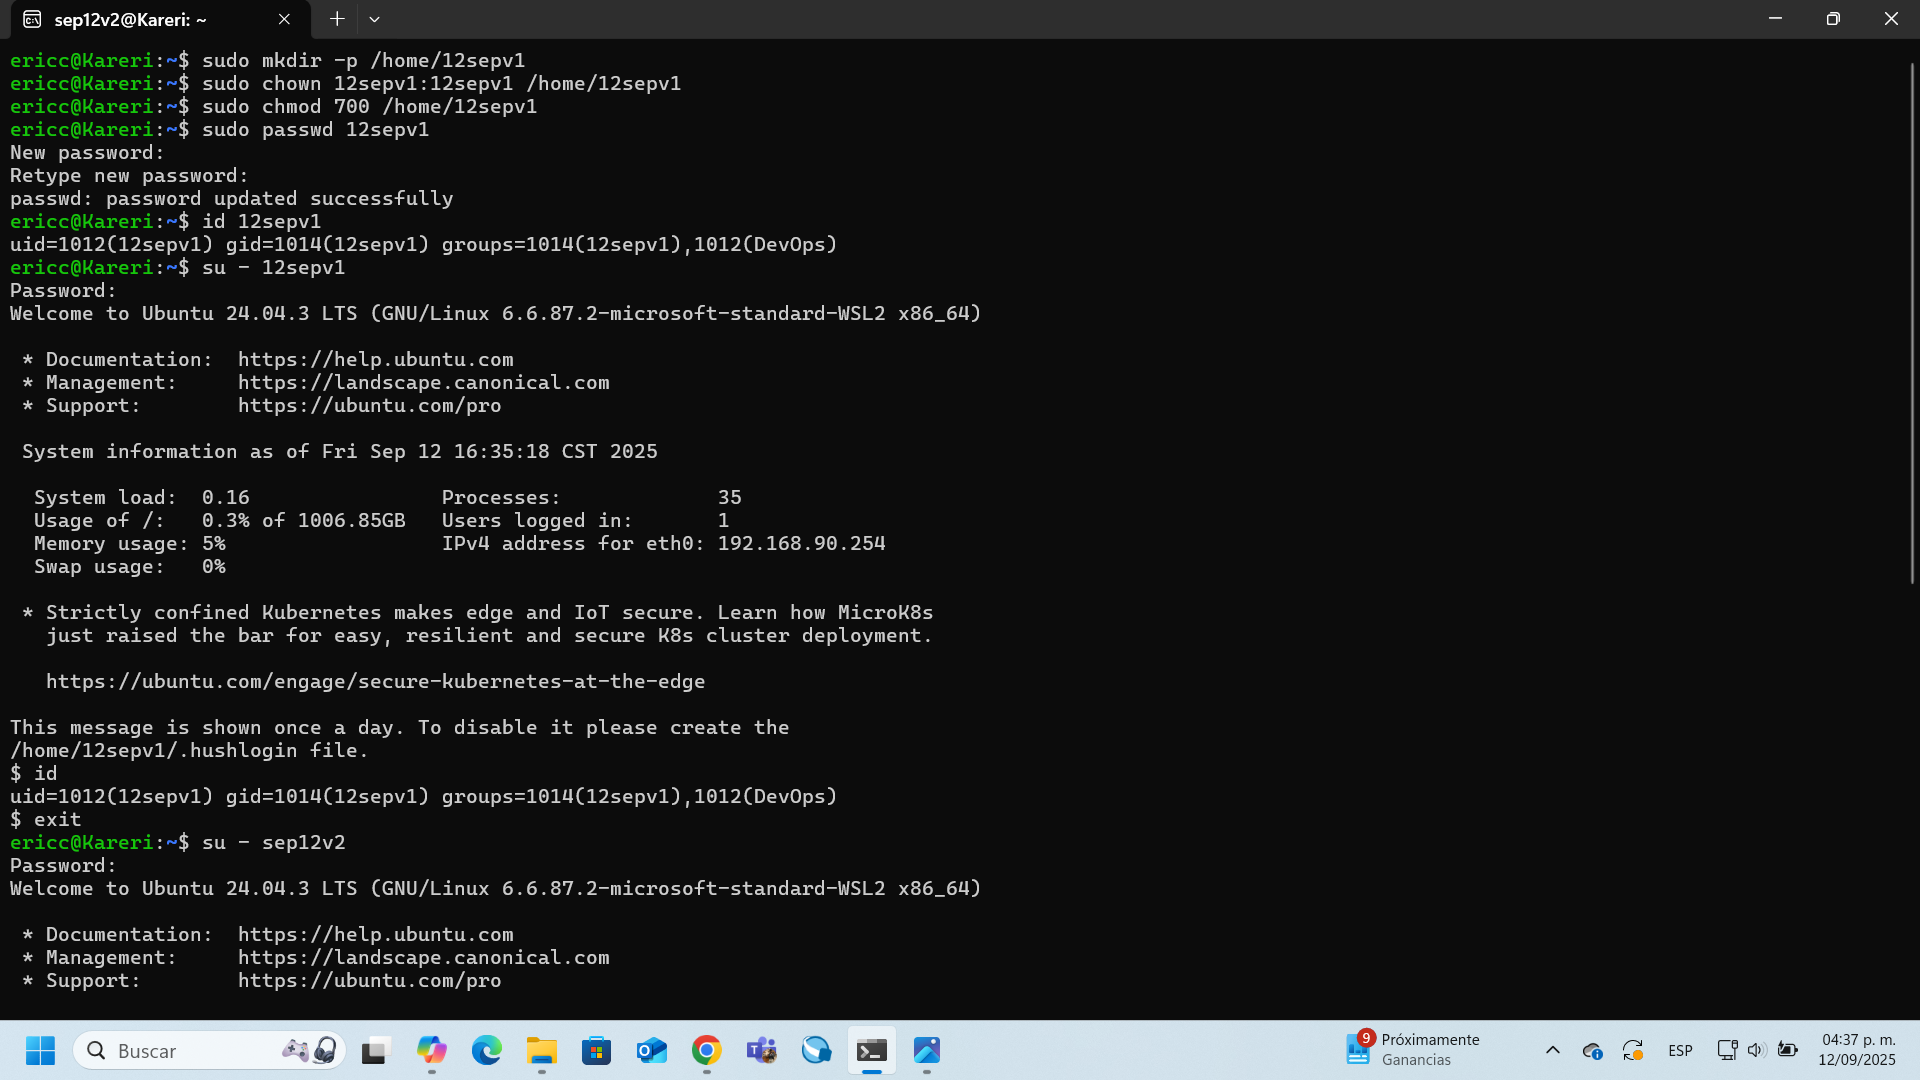 sep12v2@Kareri: ~
ericc@Kareri:~$ sudo mkdir -p /home/12sepv1
ericc@Kareri:~$ sudo chown 12sepv1:12sepv1 /home/12sepv1
ericc@Kareri:~$ sudo chmod 700 /home/12sepv1
ericc@Kareri:~$ sudo passwd 12sepv1
New password:
Retype new password:
passwd: password updated successfully
ericc@Kareri:~$ id 12sepv1
uid=1012(12sepv1) gid=1014(12sepv1) groups=1014(12sepv1),1012(DevOps)
ericc@Kareri:~$ su - 12sepv1
Password:
Welcome to Ubuntu 24.04.3 LTS (GNU/Linux 6.6.87.2-microsoft-standard-WSL2 x86_64)
* Documentation:  https://help.ubuntu.com
* Management:     https://landscape.canonical.com
* Support:        https://ubuntu.com/pro
System information as of Fri Sep 12 16:35:18 CST 2025
System load:  0.16                Processes:             35
Usage of /:   0.3% of 1006.85GB   Users logged in:       1
Memory usage: 5%                  IPv4 address for eth0: 192.168.90.254
Swap usage:   0%
* Strictly confined Kubernetes makes edge and IoT secure. Learn how MicroK8s
just raised the bar for easy, resilient and secure K8s cluster deployment.
https://ubuntu.com/engage/secure-kubernetes-at-the-edge
This message is shown once a day. To disable it please create the
/home/12sepv1/.hushlogin file.
$ id
uid=1012(12sepv1) gid=1014(12sepv1) groups=1014(12sepv1),1012(DevOps)
$ exit
ericc@Kareri:~$ su - sep12v2
Password:
Welcome to Ubuntu 24.04.3 LTS (GNU/Linux 6.6.87.2-microsoft-standard-WSL2 x86_64)
* Documentation:  https://help.ubuntu.com
* Management:     https://landscape.canonical.com
* Support:        https://ubuntu.com/pro
Buscar
9
Próximamente
Ganancias
ESP
04:37 p. m.
12/09/2025